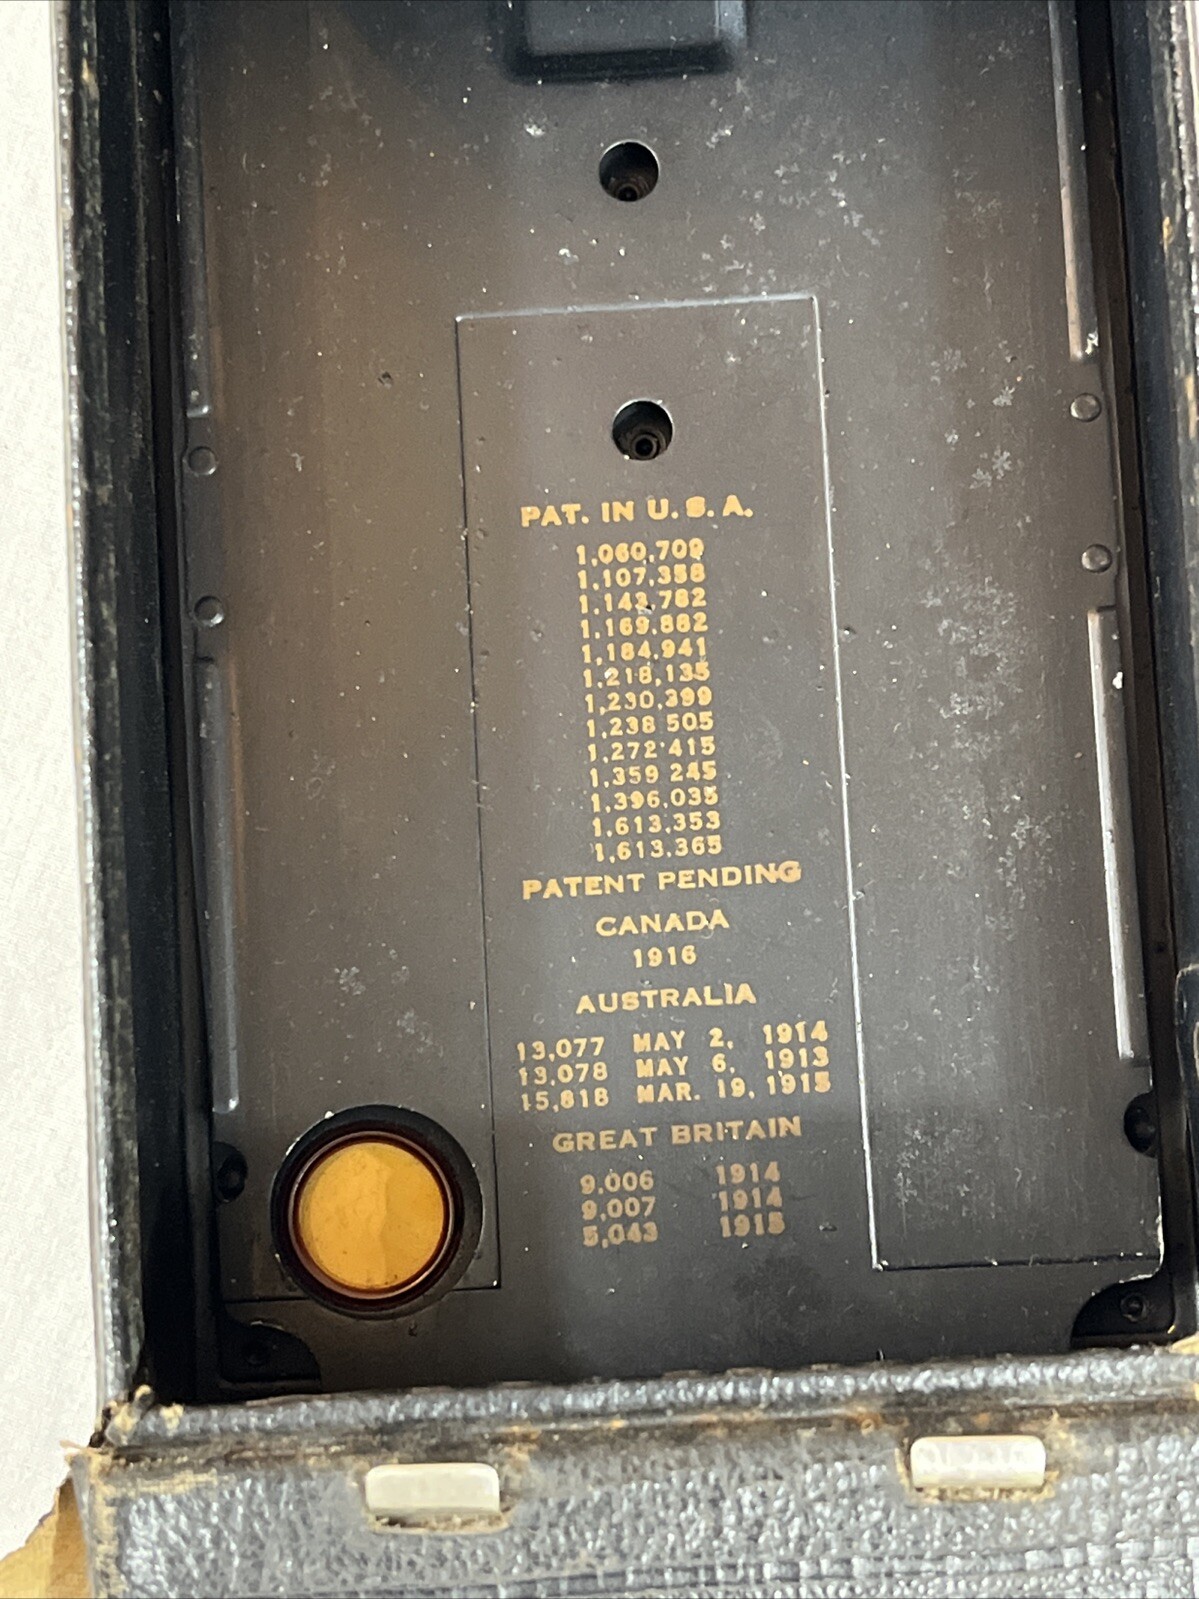 PAT. IN U.S.A.
1,060,709
1,107,358
1,143,782
1,169,882
1,184,941
1,218,135
1,230,399
1,238 505
1,272 415
1,359 245
1,396,035
1,613,353
1,613,365
PATENT PENDING
CANADA
1916
AUSTRALIA
13,077 MAY 2, 1914
13,078 MAY 6, 1913
15,818 MAR. 19, 1915
GREAT BRITAIN
9,006 1914
9,007 1914
5,043 1915